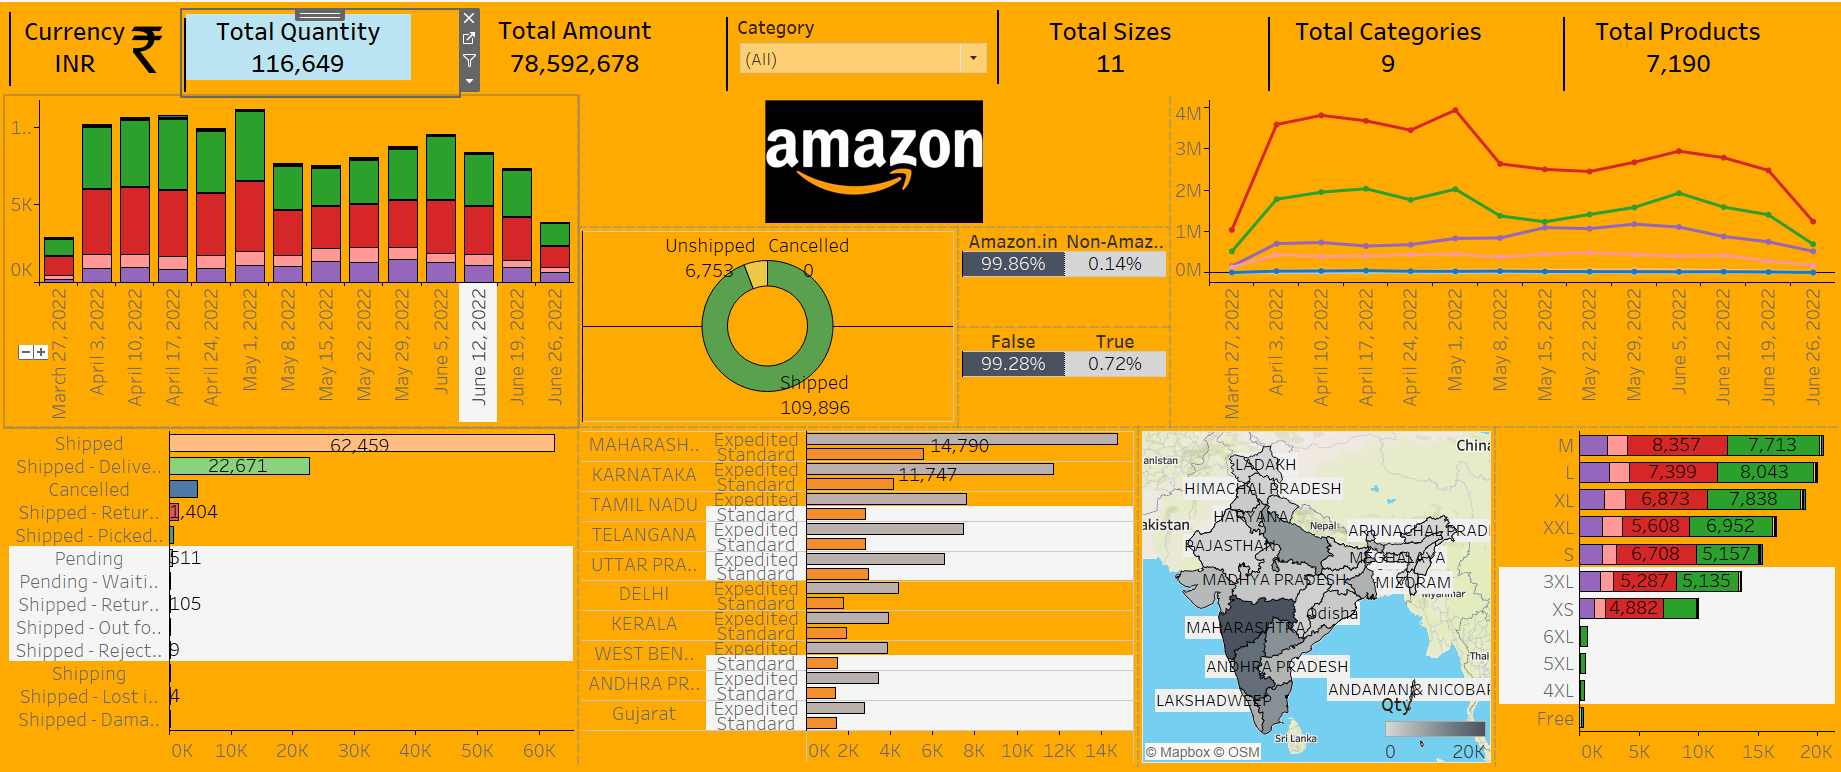 Currency
INR
₹
Total Quantity
116,649
Total Amount
78,592,678
Category
(All)
Total Sizes
11
Total Categories
9
Total Products
7,190
1..
5K
0K
March 27, 2022
April 3, 2022
April 10, 2022
April 17, 2022
April 24, 2022
May 1, 2022
May 8, 2022
May 15, 2022
May 22, 2022
May 29, 2022
June 5, 2022
June 12, 2022
June 19, 2022
June 26, 2022
amazon
Unshipped
6,753
Cancelled
0
Shipped
109,896
Amazon.in Non-Amaz..
99.86% 0.14%
False True
99.28% 0.72%
4M
3M
2M
1M
0M
March 27, 2022
April 3, 2022
April 10, 2022
April 17, 2022
April 24, 2022
May 1, 2022
May 8, 2022
May 15, 2022
May 22, 2022
May 29, 2022
June 5, 2022
June 12, 2022
June 19, 2022
June 26, 2022
Shipped 62,459
Shipped - Delive.. 22,671
Cancelled
Shipped - Retur.. 1,404
Shipped - Picked..
Pending 511
Pending - Waiti..
Shipped - Retur.. 105
Shipped - Out fo..
Shipped - Reject.. 9
Shipping
Shipped - Lost i.. 4
Shipped - Dama..
0K 10K 20K 30K 40K 50K 60K
MAHARASH.. Expedited 14,790
Standard
KARNATAKA Expedited 11,747
Standard
TAMIL NADU Expedited
Standard
TELANGANA Expedited
Standard
UTTAR PRA.. Expedited
Standard
DELHI Expedited
Standard
KERALA Expedited
Standard
WEST BEN.. Expedited
Standard
ANDHRA PR.. Expedited
Standard
Gujarat Expedited
Standard
0K 2K 4K 6K 8K 10K 12K 14K
China
anistan
LADAKH
HIMACHAL PRADESH
akistan
HARYANA
Nepal
ARUNACHAL PRADI
RAJASTHAN
MEGHALAYA
MADHYA PRADESH
MIZORAM
Myanmar
Odisha
MAHARASHTRA
Thai
ANDHRA PRADESH
ANDAMAN & NICOBAR
LAKSHADWEEP
Qty
0 20K
Sri Lanka
© Mapbox © OSM
M 8,357 7,713
L 7,399 8,043
XL 6,873 7,838
XXL 5,608 6,952
S 6,708 5,157
3XL 5,287 5,135
XS 4,882
6XL
5XL
4XL
Free
0K 5K 10K 15K 20K